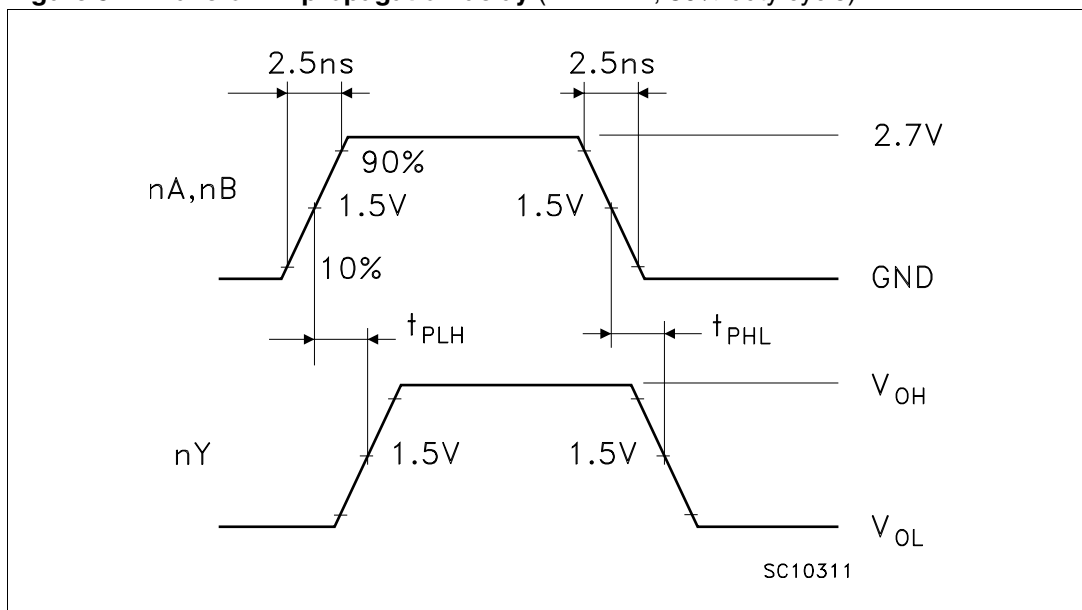 2.5ns 2.5ns
2.7V
90%
nA,nB
1.5V 1.5V
10%
GND
tPLH tPHL
VOH
nY
1.5V 1.5V
VOL
SC10311